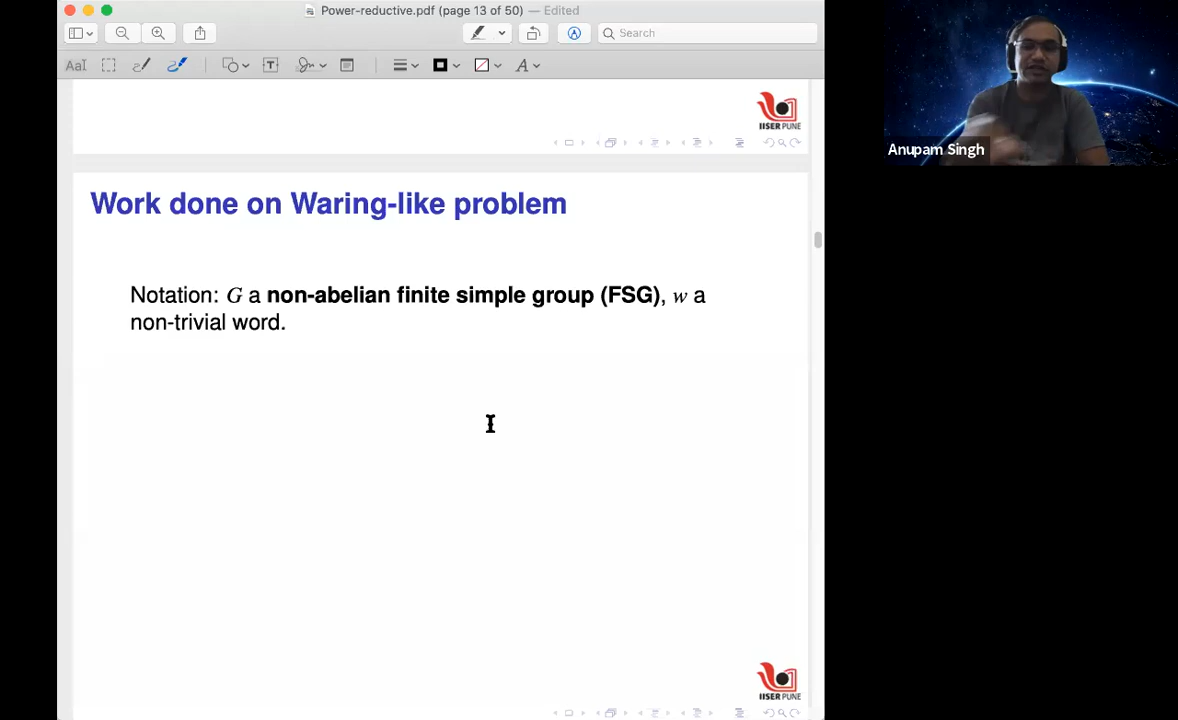 Power-reductive.pdf (page 13 of 50) — Edited
Search
IISER PUNE
Work done on Waring-like problem
Notation: G a non-abelian finite simple group (FSG), w a
non-trivial word.
IISER PUNE
Anupam Singh